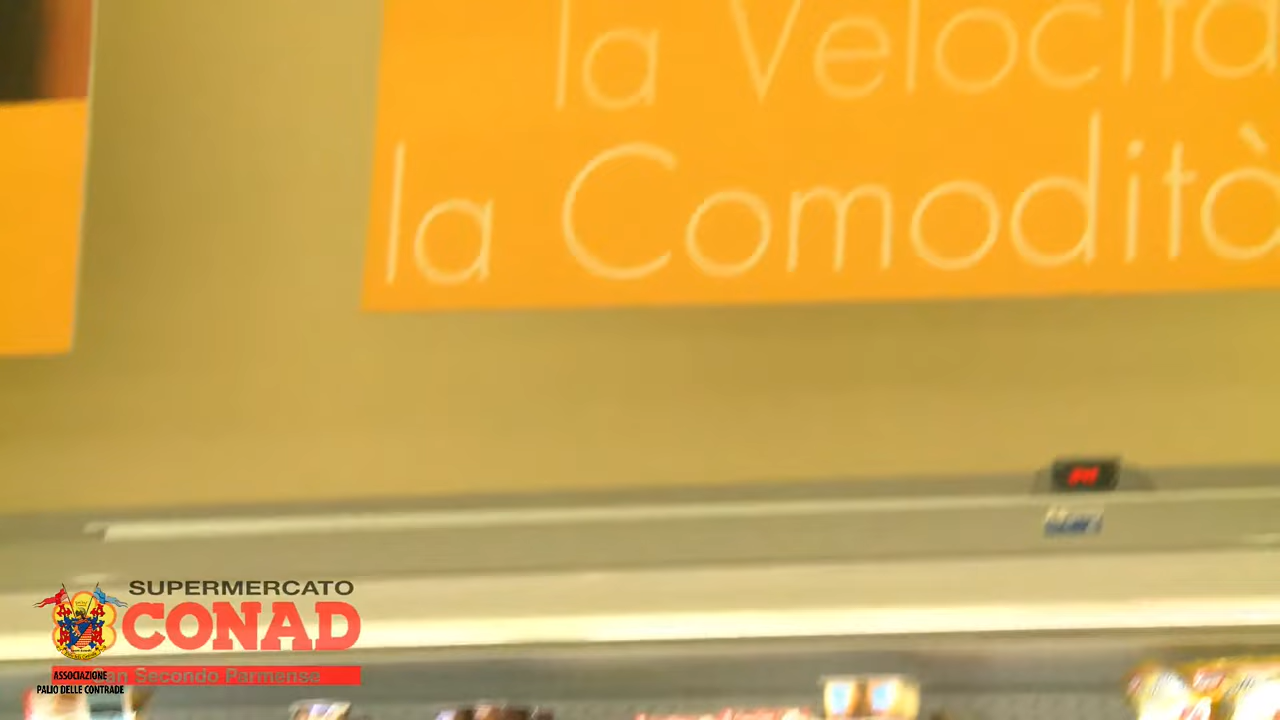 la Velocità
la Comodità
SUPERMERCATO
CONAD
San Secondo Parmense
ASSOCIAZIONE
PALIO DELLE CONTRADE